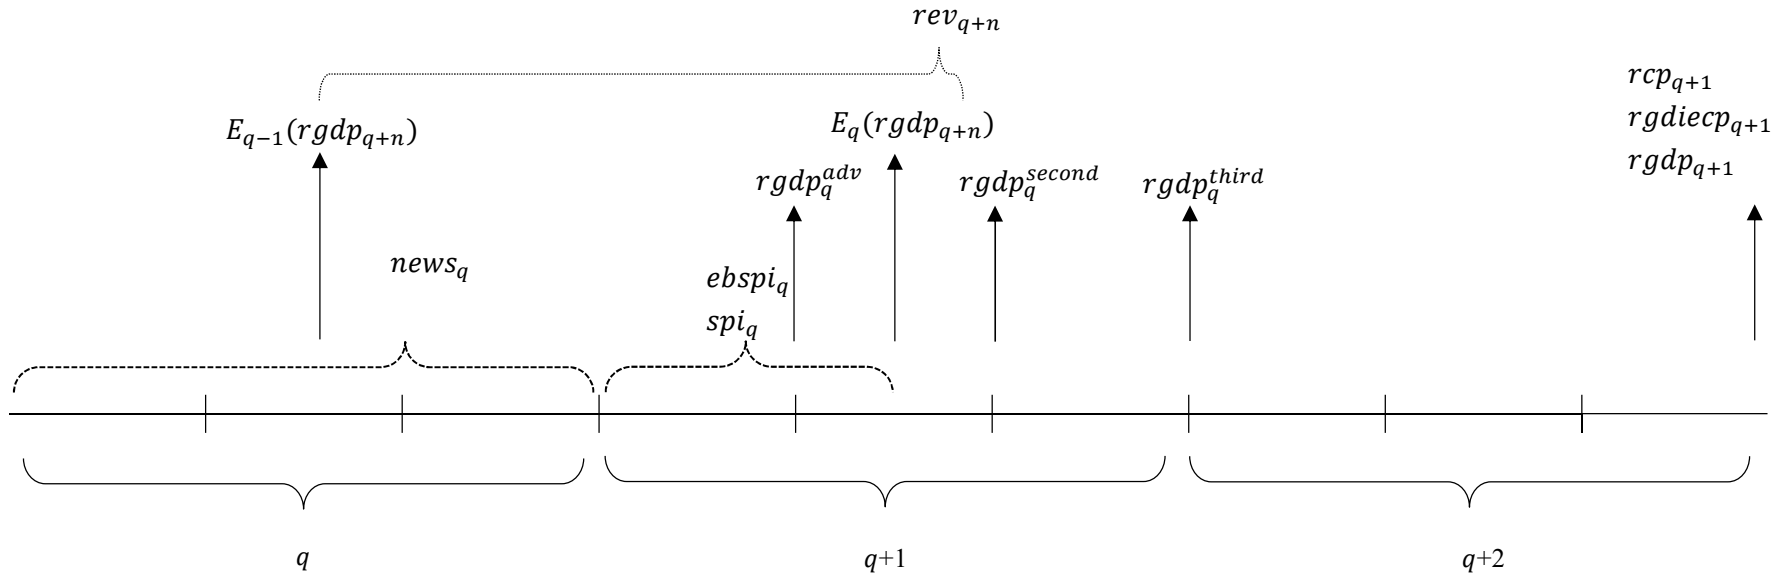 rev_{q+n}
rcp_{q+1}
rgdiecp_{q+1}
rgdp_{q+1}
E_{q−1}(rgdp_{q+n})
E_q(rgdp_{q+n})
rgdp_q^{adv}
rgdp_q^{second}
rgdp_q^{third}
news_q
ebspi_q
spi_q
q
q+1
q+2